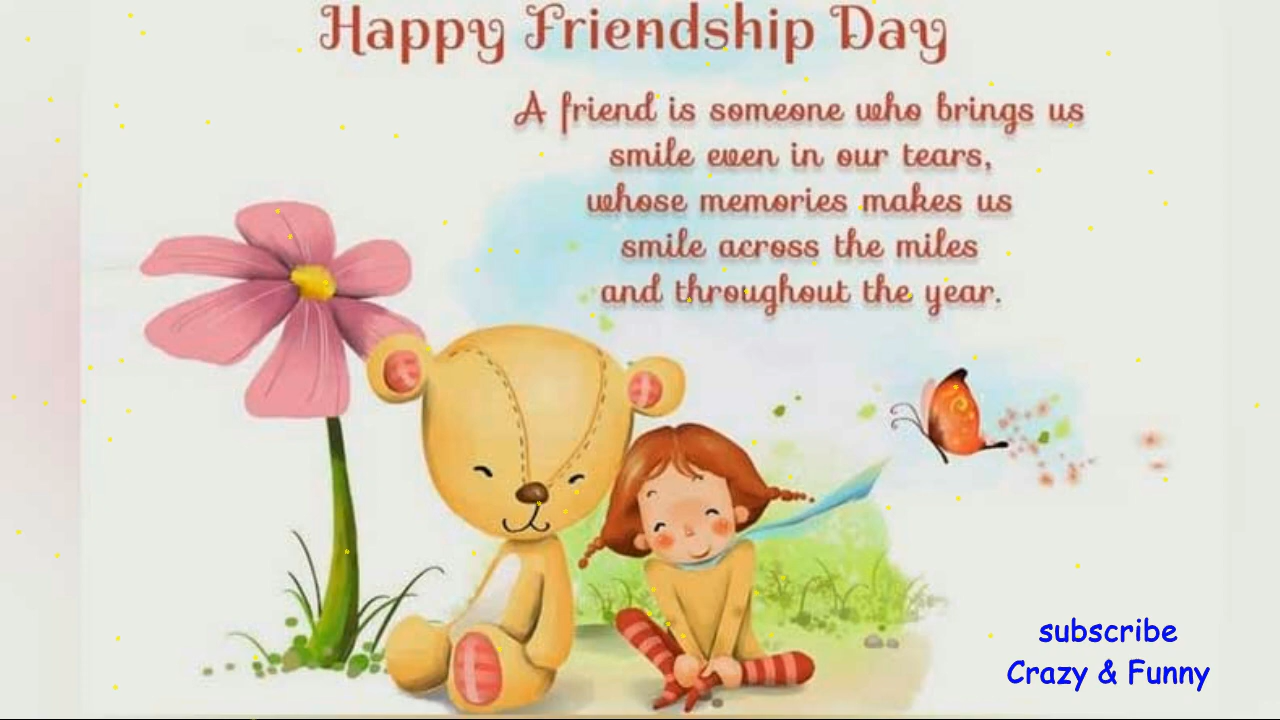 Happy Friendship Day
A friend is someone who brings us
smile even in our tears,
whose memories makes us
smile across the miles
and throughout the year.
subscribe
Crazy & Funny